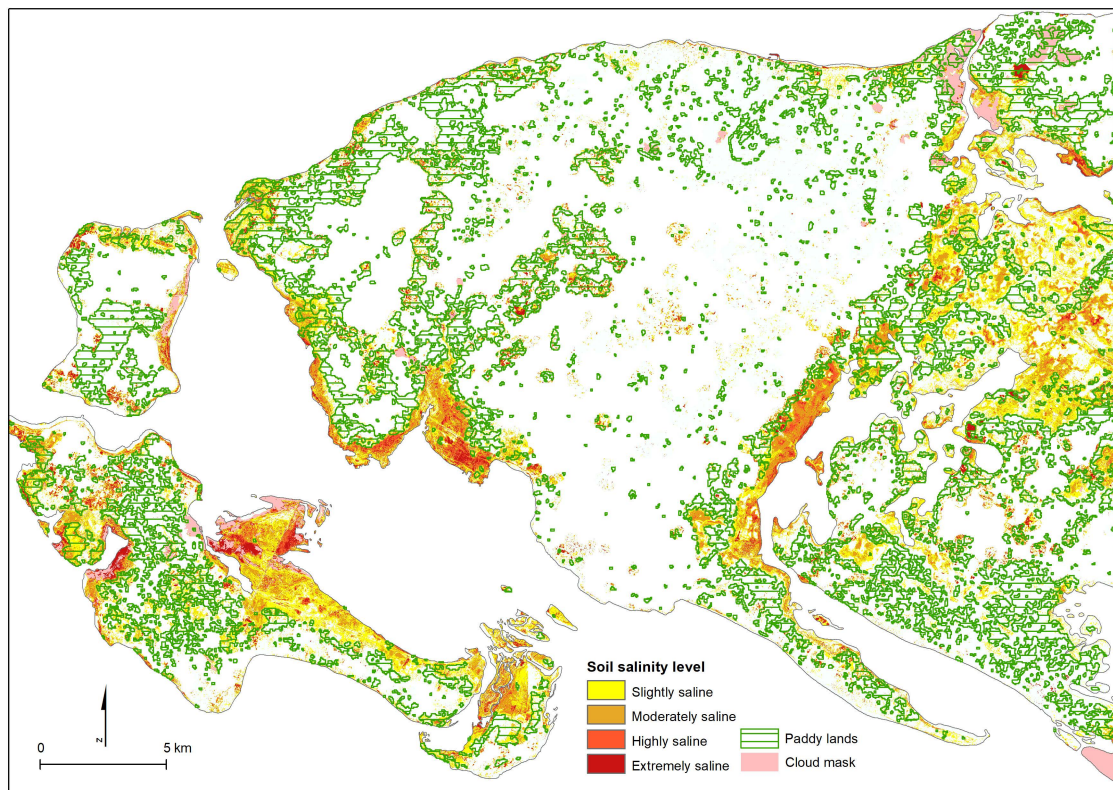 Soil salinity level
Slightly saline
Moderately saline
Highly saline
Extremely saline
Paddy lands
Cloud mask
N
0 5 km